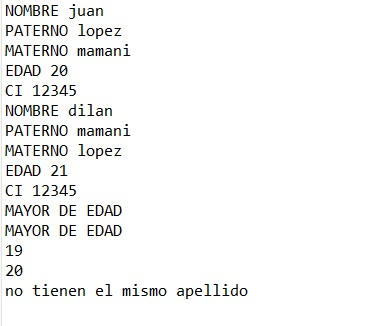 NOMBRE juan
PATERNO lopez
MATERNO mamani
EDAD 20
CI 12345
NOMBRE dilan
PATERNO mamani
MATERNO lopez
EDAD 21
CI 12345
MAYOR DE EDAD
MAYOR DE EDAD
19
20
no tienen el mismo apellido